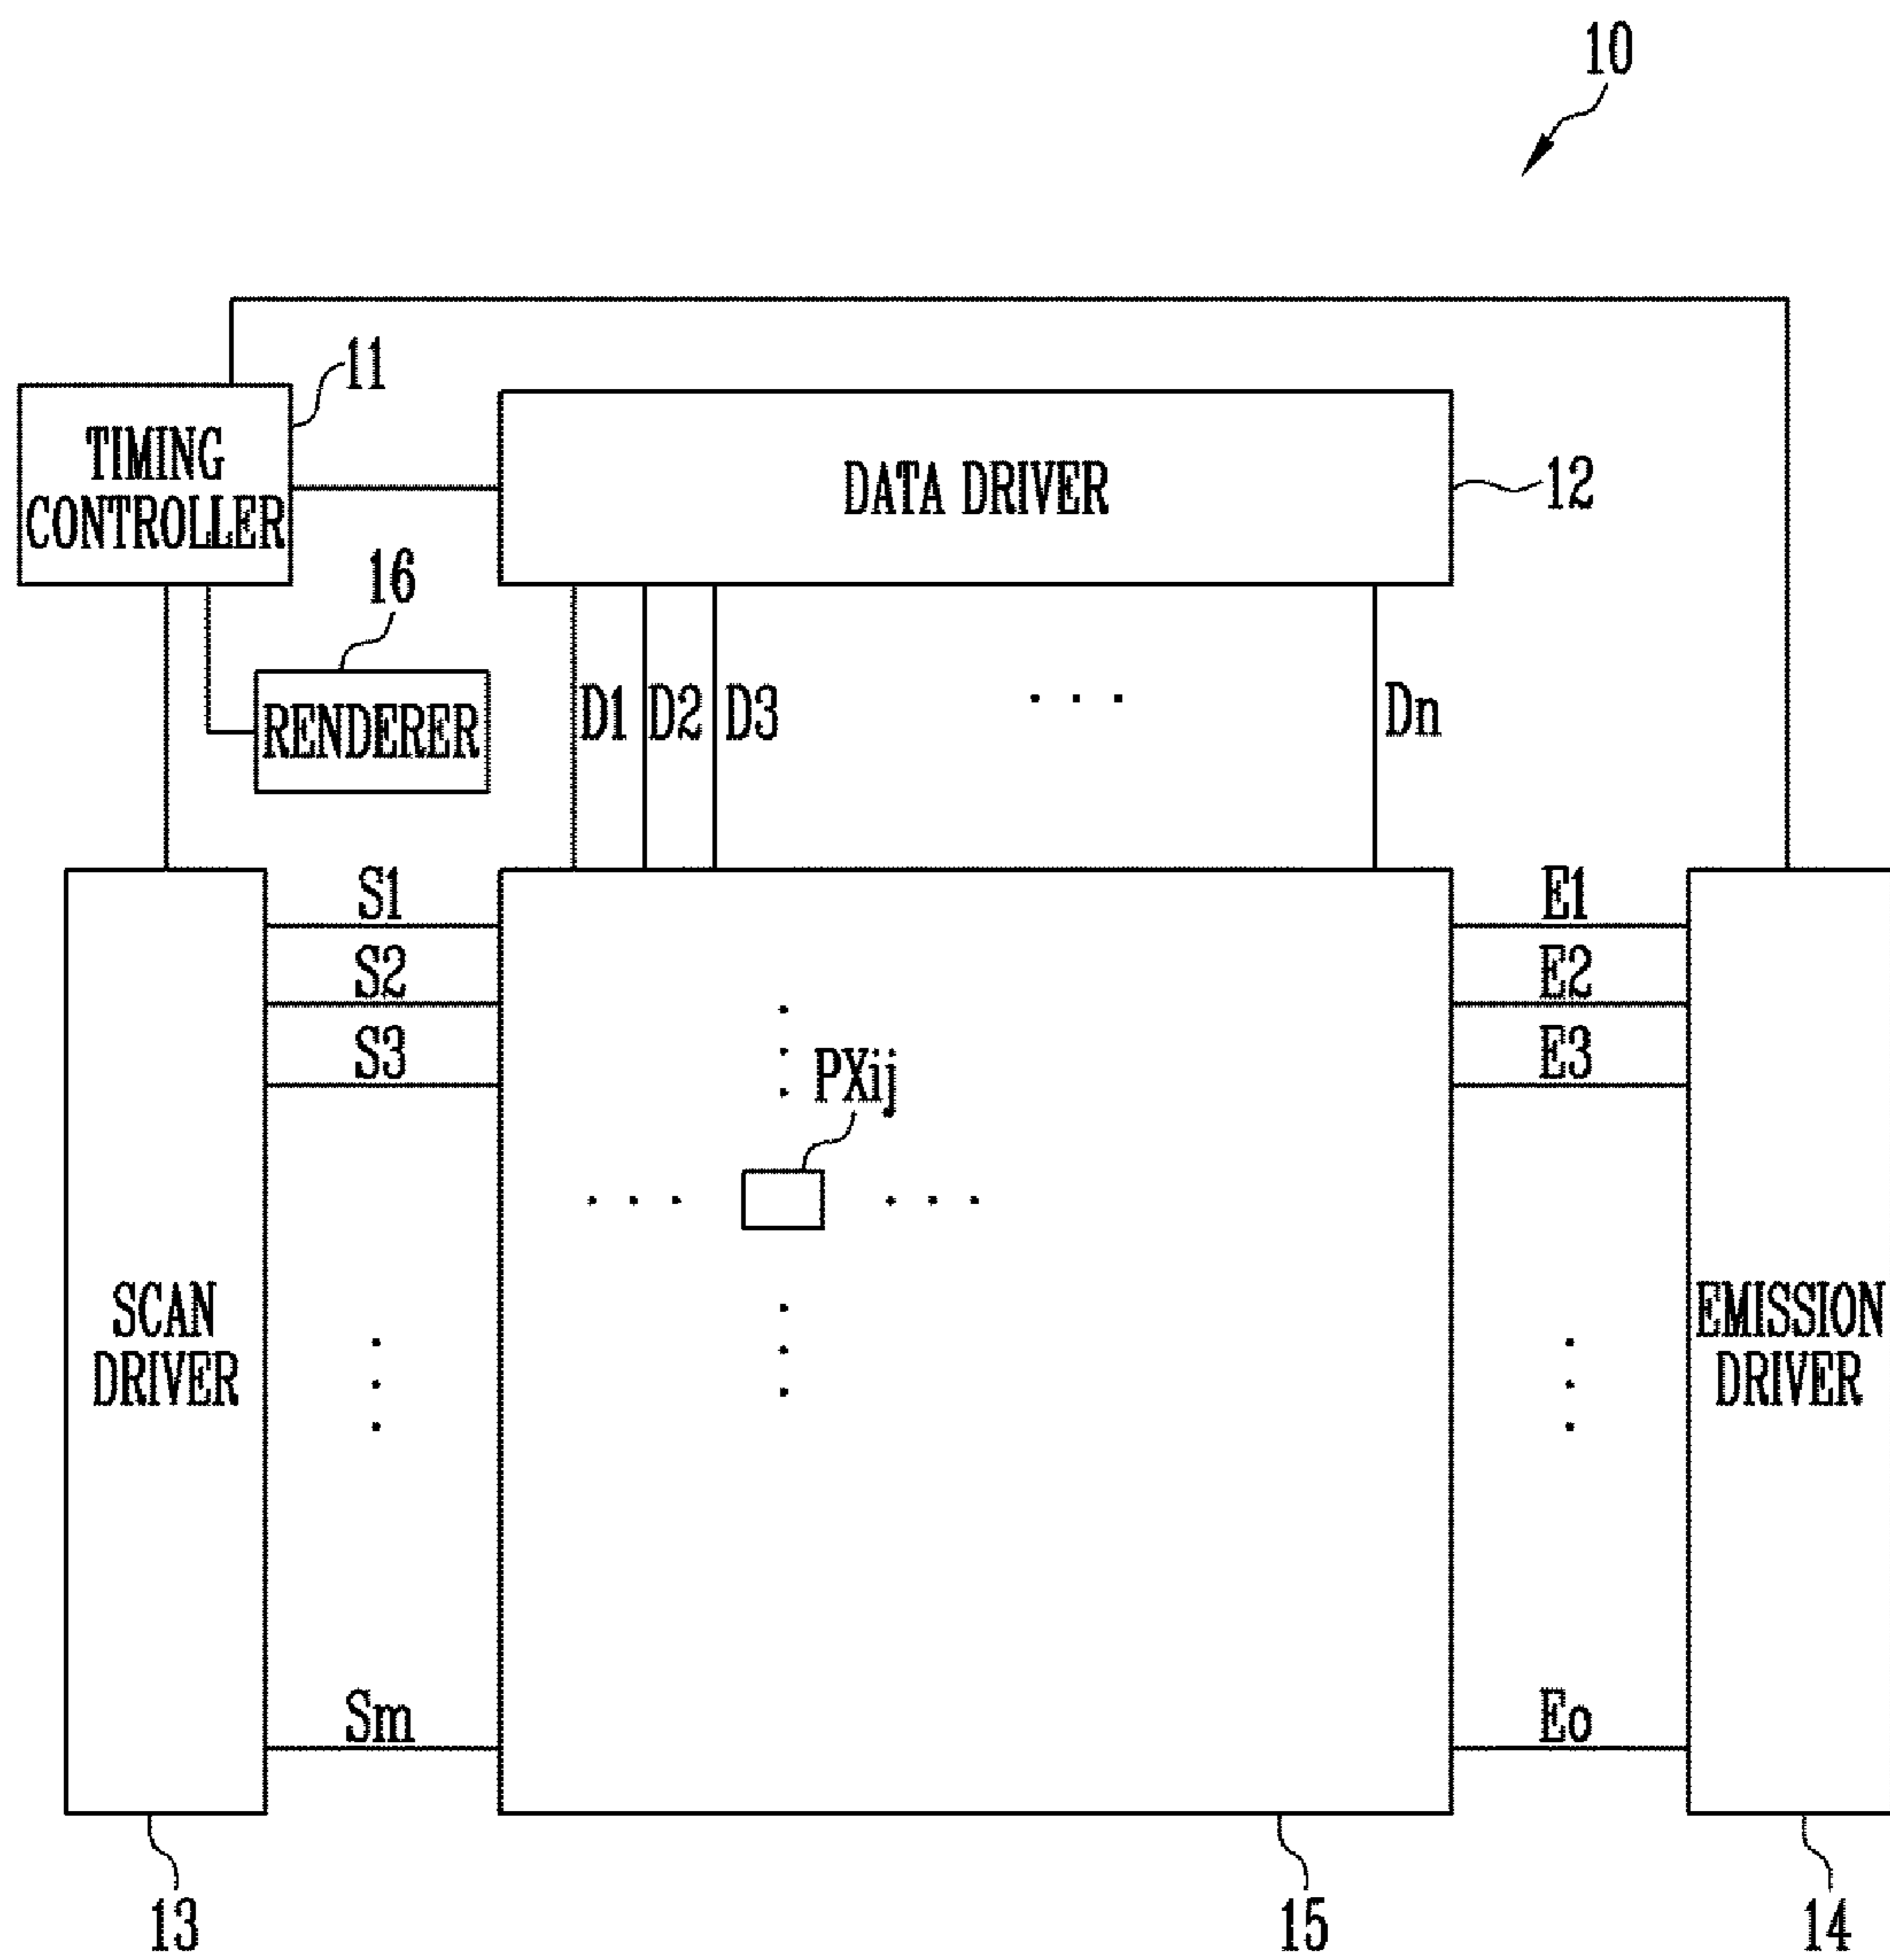 10
11
TIMING
CONTROLLER
DATA DRIVER
12
16
RENDERER
D1
D2
D3
Dn
S1
S2
S3
Sm
PXij
E1
E2
E3
Eo
SCAN
DRIVER
EMISSION
DRIVER
13
15
14